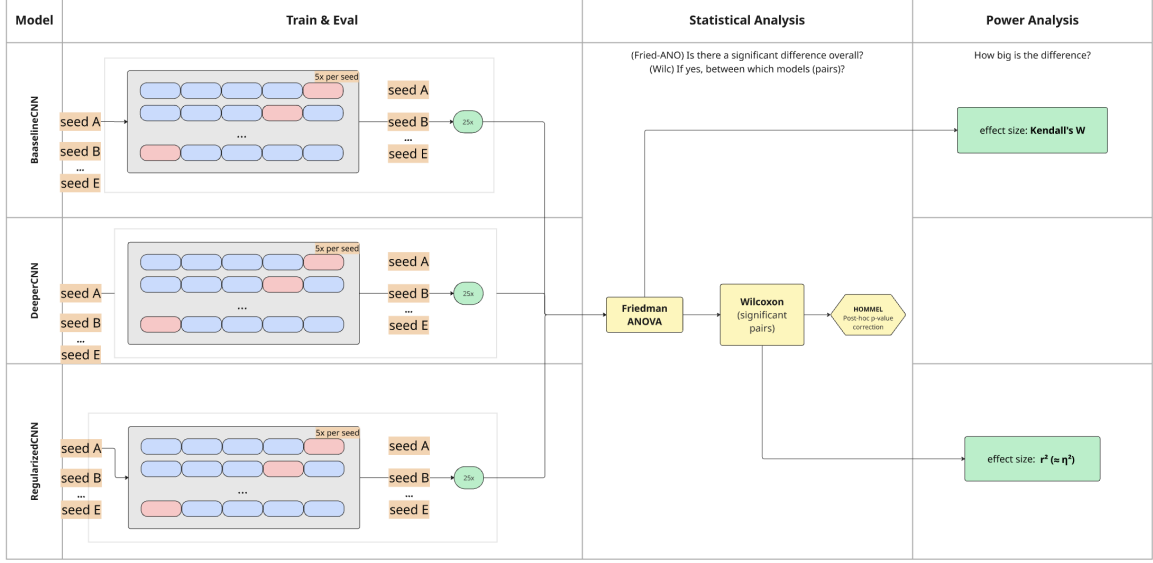 Model
Train & Eval
Statistical Analysis
Power Analysis
(Fried-ANO) Is there a significant difference overall?
(Wilc) If yes, between which models (pairs)?
How big is the difference?
BaaselineCNN
seed A
seed B
...
seed E
5x per seed
...
seed A
seed B
...
seed E
25x
effect size: Kendall's W
DeeperCNN
seed A
seed B
...
seed E
5x per seed
...
seed A
seed B
...
seed E
25x
Friedman
ANOVA
Wilcoxon
(significant
pairs)
HOMMEL
Post-hoc p-value
correction
RegularizedCNN
seed A
seed B
...
seed E
5x per seed
...
seed A
seed B
...
seed E
25x
effect size: r² (≈ η²)